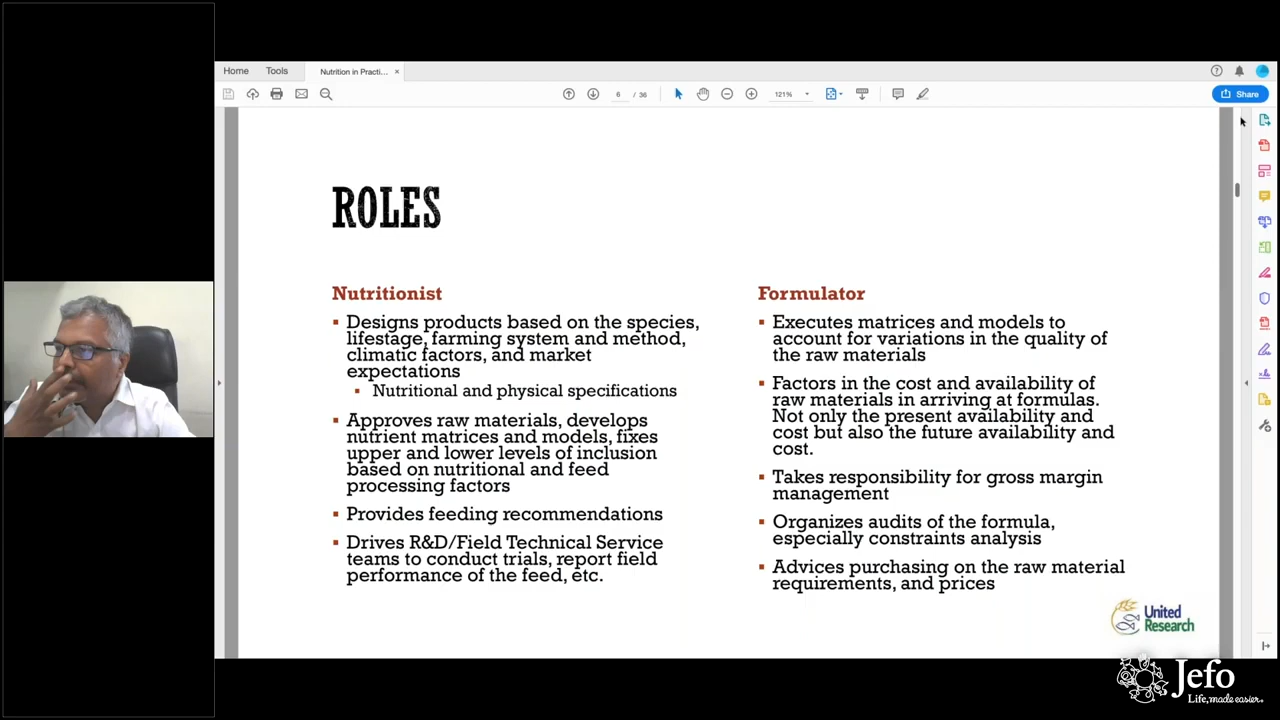 Home Tools Nutrition in Practi... ×
6 / 36 121% Share
ROLES
Nutritionist
▪ Designs products based on the species,
lifestage, farming system and method,
climatic factors, and market
expectations
▪ Nutritional and physical specifications
▪ Approves raw materials, develops
nutrient matrices and models, fixes
upper and lower levels of inclusion
based on nutritional and feed
processing factors
▪ Provides feeding recommendations
▪ Drives R&D/Field Technical Service
teams to conduct trials, report field
performance of the feed, etc.
Formulator
▪ Executes matrices and models to
account for variations in the quality of
the raw materials
▪ Factors in the cost and availability of
raw materials in arriving at formulas.
Not only the present availability and
cost but also the future availability and
cost.
▪ Takes responsibility for gross margin
management
▪ Organizes audits of the formula,
especially constraints analysis
▪ Advices purchasing on the raw material
requirements, and prices
United
Research
Jefo
Life, made easier.